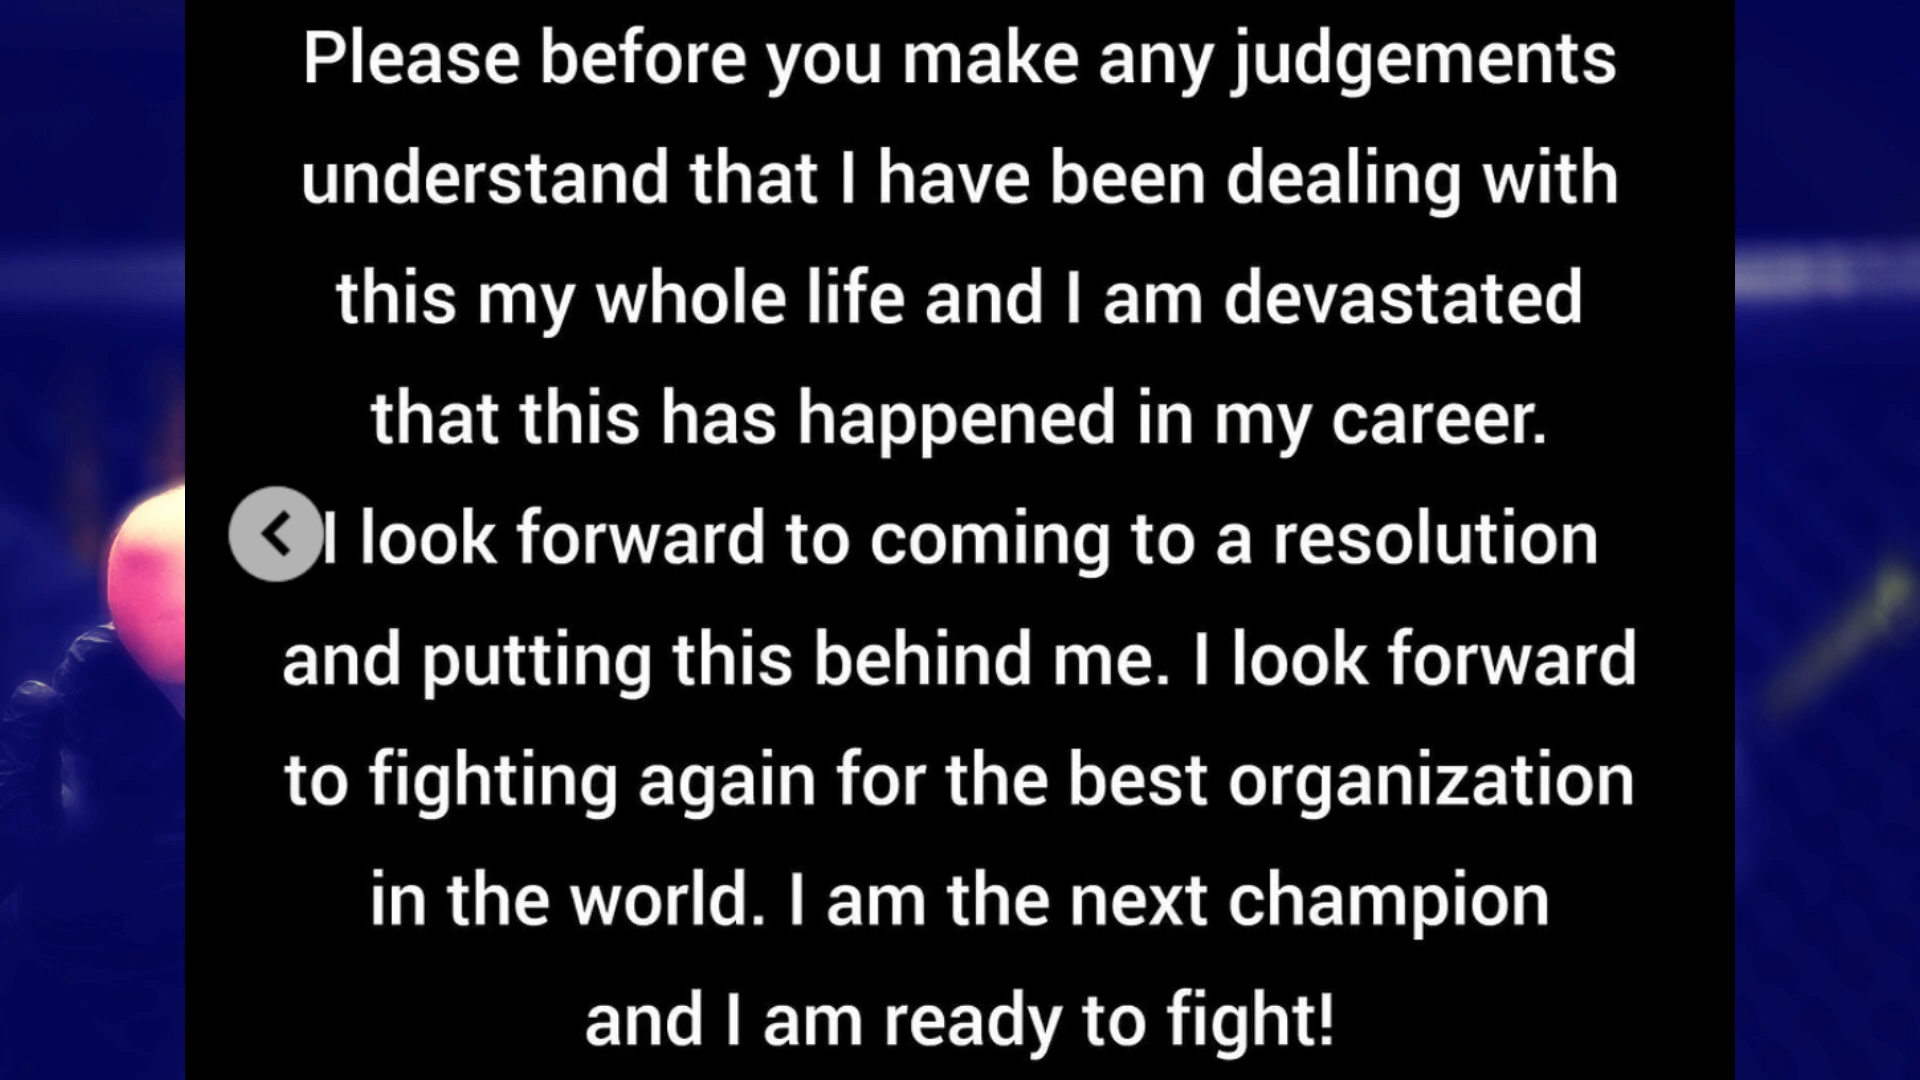 Please before you make any judgements
understand that I have been dealing with
this my whole life and I am devastated
that this has happened in my career.
I look forward to coming to a resolution
and putting this behind me. I look forward
to fighting again for the best organization
in the world. I am the next champion
and I am ready to fight!